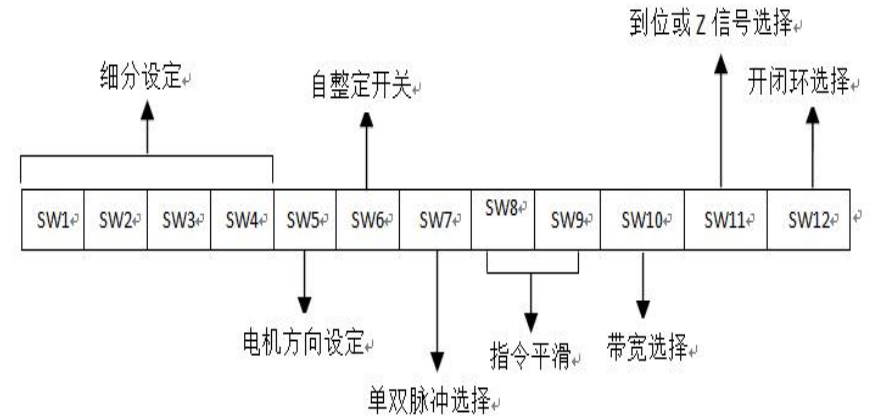 到位或Z信号选择
细分设定
自整定开关
开闭环选择
SW1 SW2 SW3 SW4 SW5 SW6 SW7 SW8 SW9 SW10 SW11 SW12
电机方向设定
指令平滑
带宽选择
单双脉冲选择